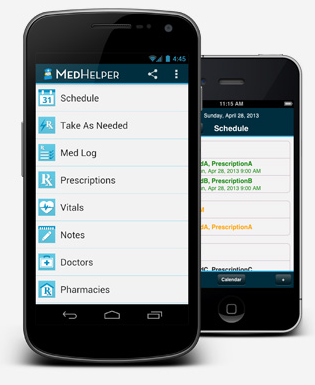 4:45
MEDHELPER
Schedule
Take As Needed
Med Log
Prescriptions
Vitals
Notes
Doctors
Pharmacies
31
11:15 AM
Sunday, April 28, 2013
Schedule
dA, PrescriptionA
n, Apr 28, 2013 9:00 AM
dB, PrescriptionB
n, Apr 28, 2013 9:00 AM
dA, PrescriptionA
dC, PrescriptionC
Calendar
+